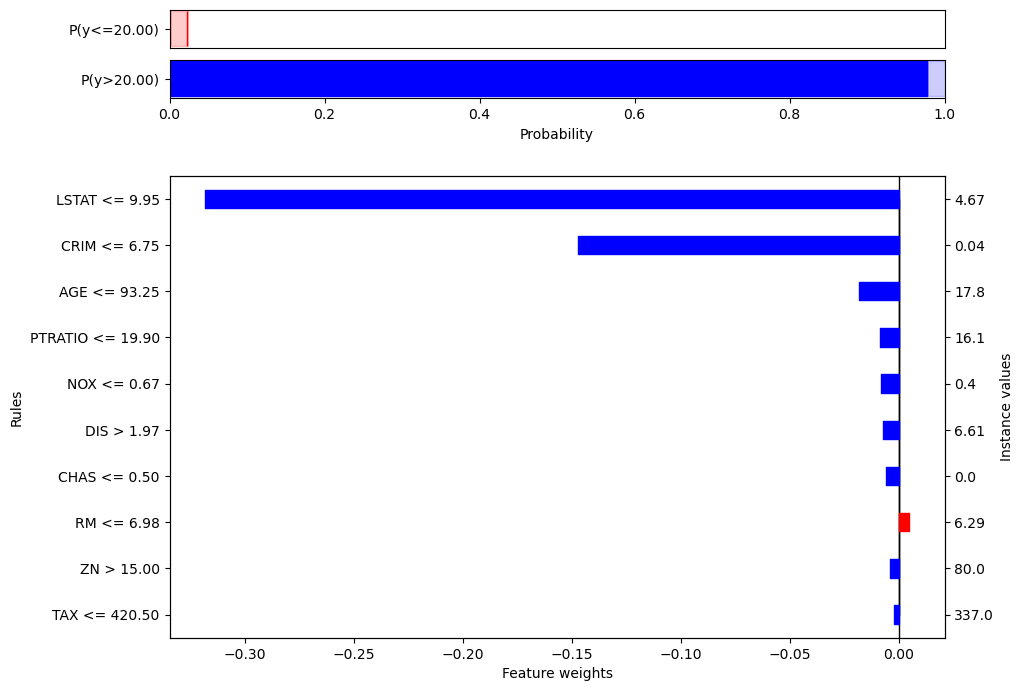 P(y<=20.00)
P(y>20.00)
0.0 0.2 0.4 0.6 0.8 1.0
Probability
LSTAT <= 9.95 4.67
CRIM <= 6.75 0.04
AGE <= 93.25 17.8
PTRATIO <= 19.90 16.1
NOX <= 0.67 0.4
DIS > 1.97 6.61
CHAS <= 0.50 0.0
RM <= 6.98 6.29
ZN > 15.00 80.0
TAX <= 420.50 337.0
Rules
Instance values
−0.30 −0.25 −0.20 −0.15 −0.10 −0.05 0.00
Feature weights